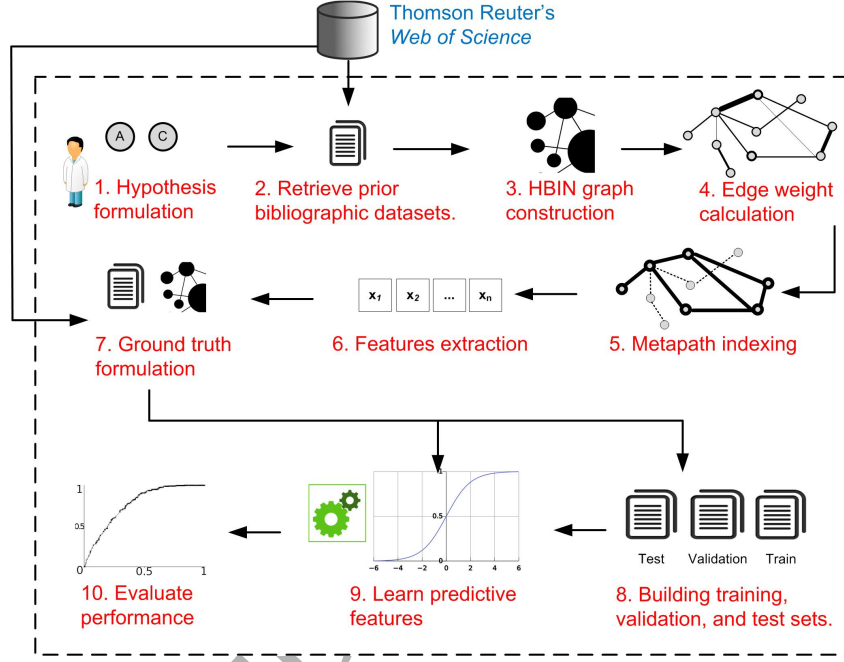 Thomson Reuter's
Web of Science
A C
1. Hypothesis
formulation
2. Retrieve prior
bibliographic datasets.
3. HBIN graph
construction
4. Edge weight
calculation
7. Ground truth
formulation
x1 x2 ... xn
6. Features extraction
5. Metapath indexing
1
0.5
0
0.5 1
10. Evaluate
performance
1
0.5
0
−6 −4 −2 0 2 4 6
9. Learn predictive
features
Test Validation Train
8. Building training,
validation, and test sets.